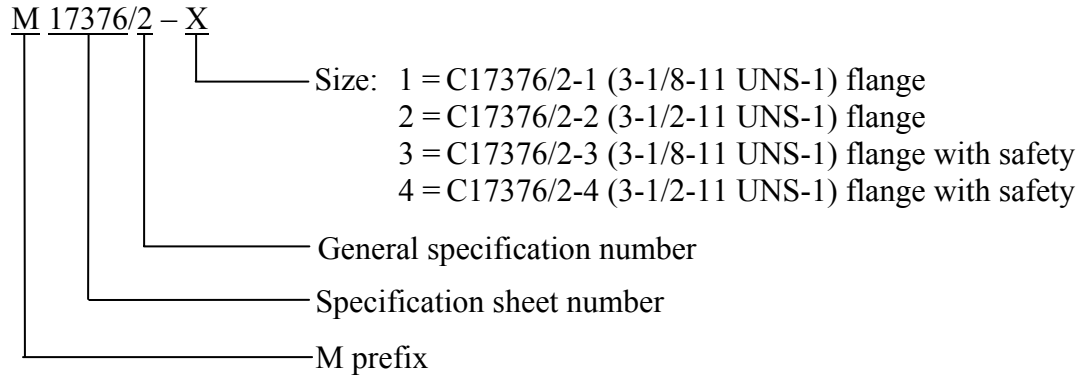 M 17376/2 – X
Size: 1 = C17376/2-1 (3-1/8-11 UNS-1) flange
2 = C17376/2-2 (3-1/2-11 UNS-1) flange
3 = C17376/2-3 (3-1/8-11 UNS-1) flange with safety
4 = C17376/2-4 (3-1/2-11 UNS-1) flange with safety
General specification number
Specification sheet number
M prefix